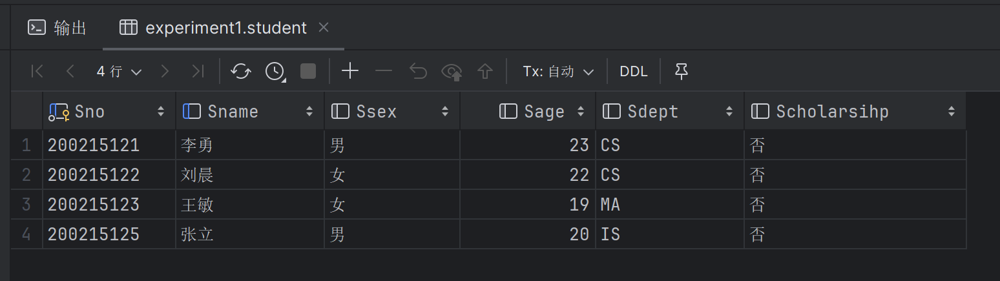 输出 experiment1.student
4 行 Tx: 自动 DDL
Sno Sname Ssex Sage Sdept Scholarsihp
1 200215121 李勇 男 23 CS 否
2 200215122 刘晨 女 22 CS 否
3 200215123 王敏 女 19 MA 否
4 200215125 张立 男 20 IS 否